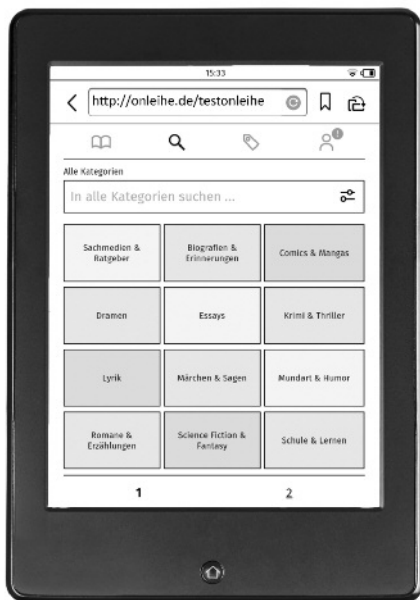 15:33
http://onleihe.de/testonleihe
Alle Kategorien
In alle Kategorien suchen ...
Sachmedien &
Ratgeber
Biografien &
Erinnerungen
Comics & Mangas
Dramen
Essays
Krimi & Thriller
Lyrik
Märchen & Sagen
Mundart & Humor
Romane &
Erzählungen
Science Fiction &
Fantasy
Schule & Lernen
1
2